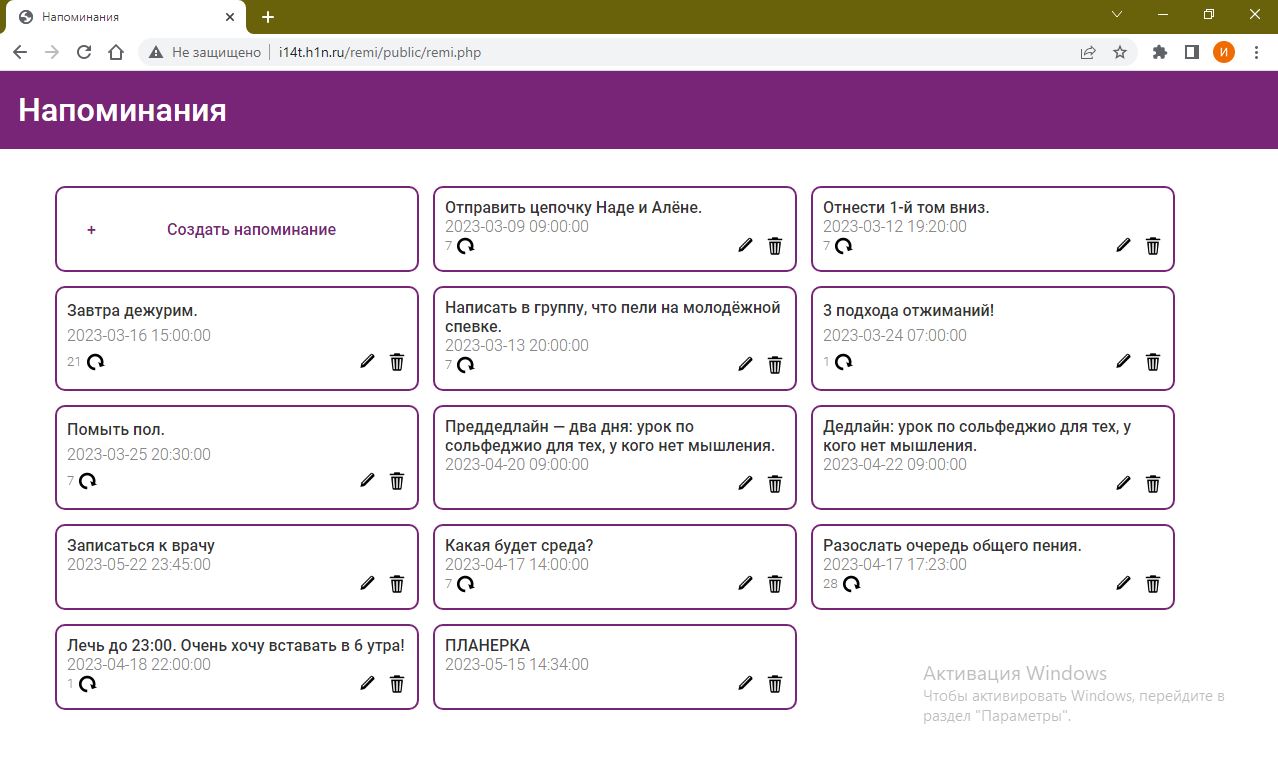 Напоминания
Не защищено
i14t.h1n.ru/remi/public/remi.php
И
Напоминания
+ Создать напоминание
Отправить цепочку Наде и Алёне.
2023-03-09 09:00:00
7
Отнести 1-й том вниз.
2023-03-12 19:20:00
7
Завтра дежурим.
2023-03-16 15:00:00
21
Написать в группу, что пели на молодёжной
спевке.
2023-03-13 20:00:00
7
3 подхода отжиманий!
2023-03-24 07:00:00
1
Помыть пол.
2023-03-25 20:30:00
7
Преддедлайн — два дня: урок по
сольфеджио для тех, у кого нет мышления.
2023-04-20 09:00:00
Дедлайн: урок по сольфеджио для тех, у
кого нет мышления.
2023-04-22 09:00:00
Записаться к врачу
2023-05-22 23:45:00
Какая будет среда?
2023-04-17 14:00:00
7
Разослать очередь общего пения.
2023-04-17 17:23:00
28
Лечь до 23:00. Очень хочу вставать в 6 утра!
2023-04-18 22:00:00
1
ПЛАНЕРКА
2023-05-15 14:34:00
Активация Windows
Чтобы активировать Windows, перейдите в
раздел "Параметры".